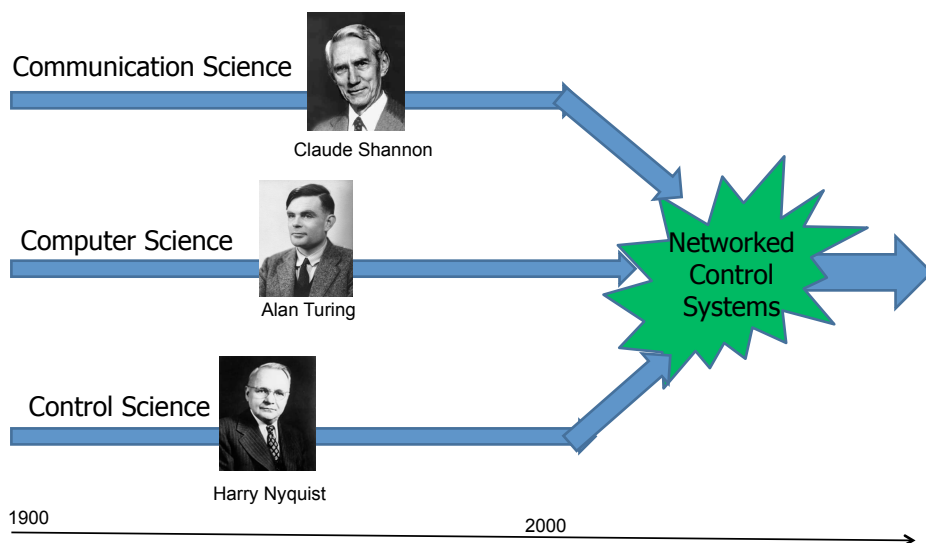 Communication Science
Claude Shannon
Computer Science
Alan Turing
Networked
Control
Systems
Control Science
Harry Nyquist
1900
2000